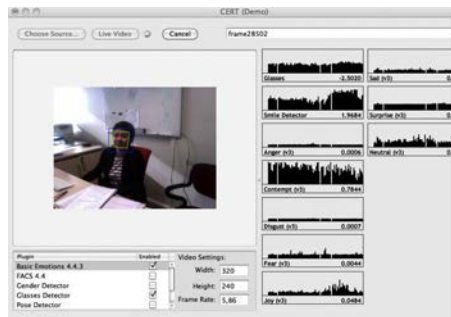 CERT (Demo)
Choose Source...
Live Video
Cancel
frame28502
Glasses -2.5020
Sad (v3)
Smile Detector 1.9684
Surprise (v3)
Anger (v3) 0.0006
Neutral (v3)
Contempt (v3) 0.7844
Disgust (v3) 0.0007
Fear (v3) 0.0044
Joy (v3) 0.0484
Plugin Enabled
Basic Emotions 4.4.3
FACS 4.4
Gender Detector
Glasses Detector
Pose Detector
Video Settings:
Width: 320
Height: 240
Frame Rate: 5,86